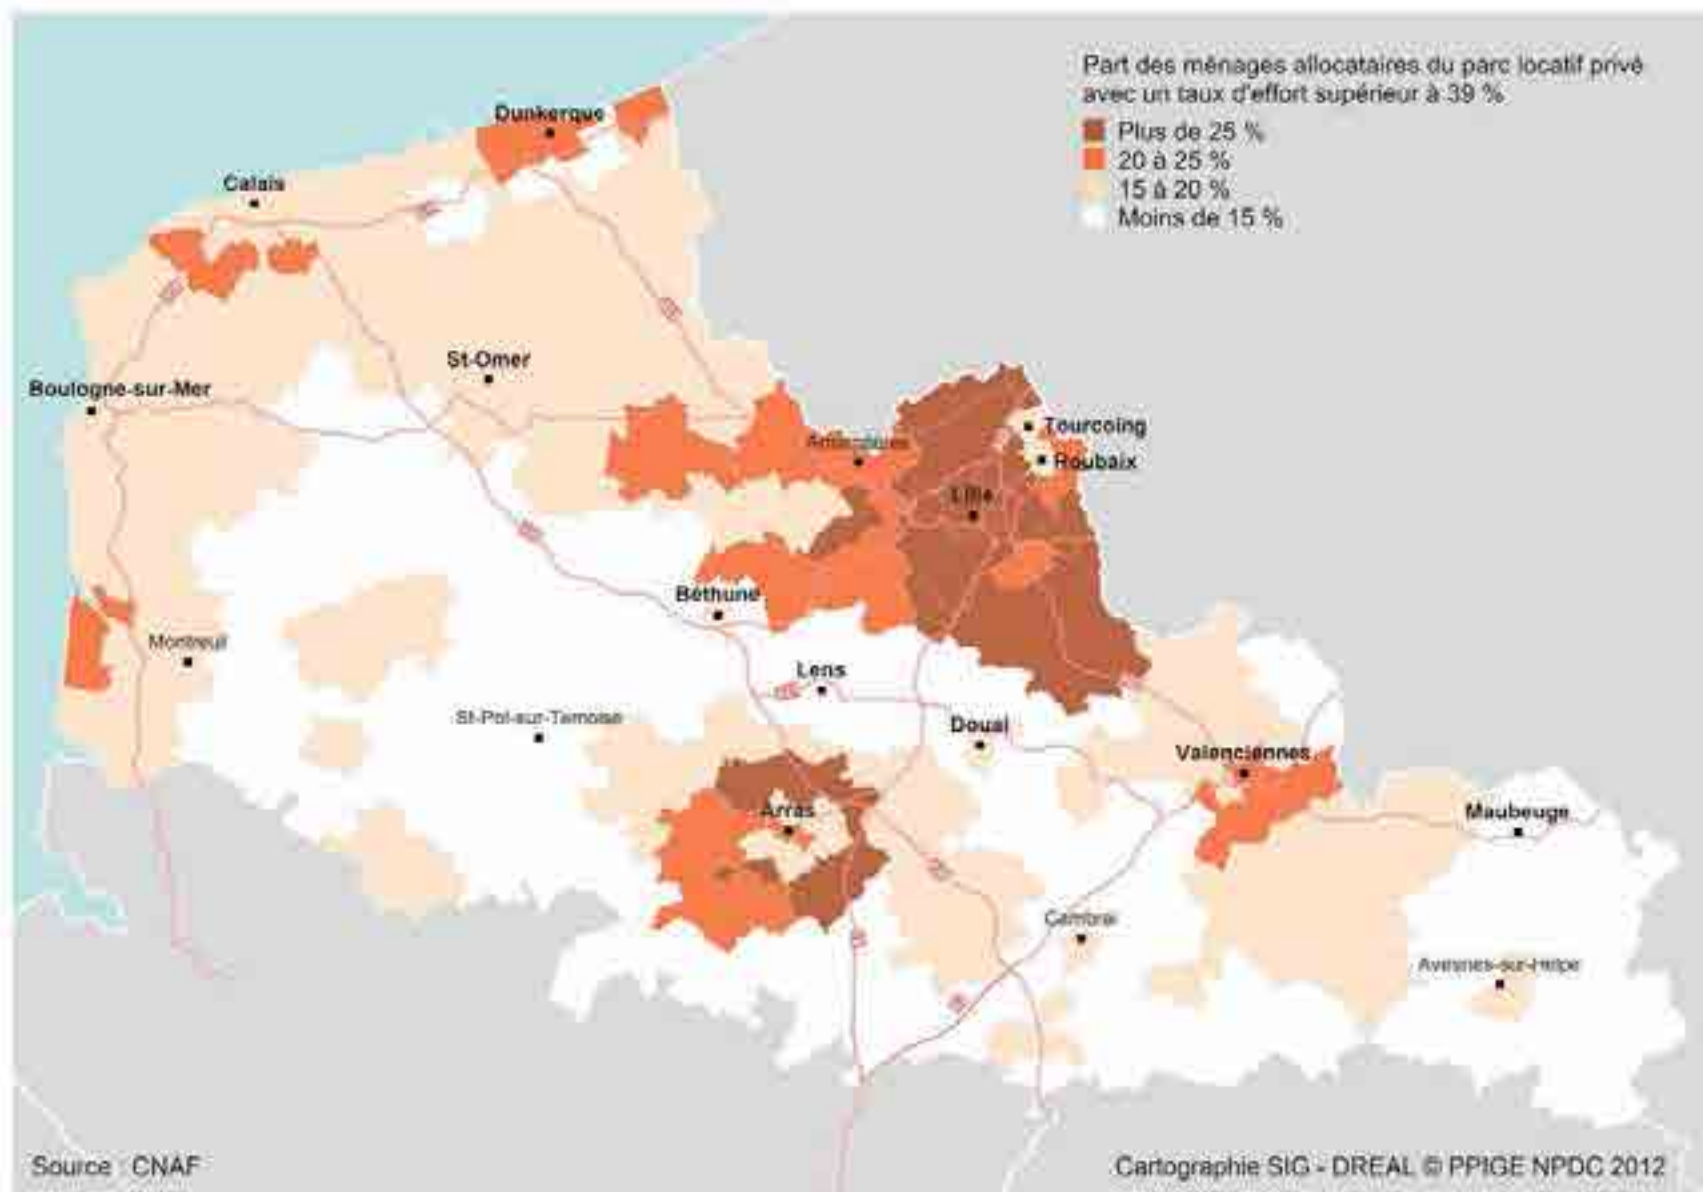 Part des ménages allocataires du parc locatif privé
avec un taux d'effort supérieur à 39 %
Plus de 25 %
20 à 25 %
15 à 20 %
Moins de 15 %
Dunkerque
Calais
St-Omer
Boulogne-sur-Mer
Tourcoing
Armentières
Roubaix
Lille
Béthune
Montreuil
Lens
St-Pol-sur-Ternoise
Douai
Valenciennes
Arras
Maubeuge
Cambrai
Avesnes-sur-Helpe
Source : CNAF
Cartographie SIG - DREAL © PPIGE NPDC 2012